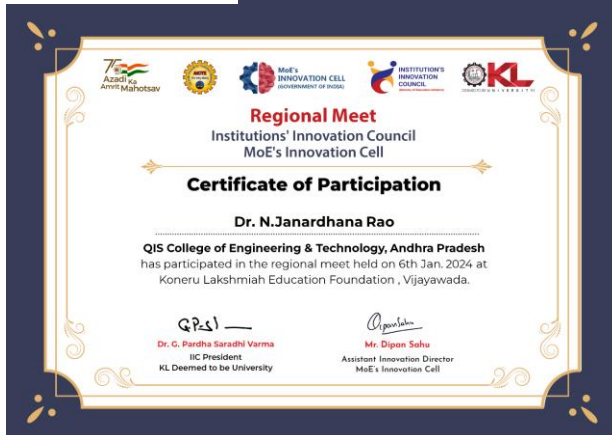 75
Azadi Ka
Amrit Mahotsav
AICTE
MoE's
INNOVATION CELL
(GOVERNMENT OF INDIA)
INSTITUTION'S
INNOVATION
COUNCIL
KL
Regional Meet
Institutions' Innovation Council
MoE's Innovation Cell
Certificate of Participation
Dr. N.Janardhana Rao
QIS College of Engineering & Technology, Andhra Pradesh
has participated in the regional meet held on 6th Jan. 2024 at
Koneru Lakshmiah Education Foundation , Vijayawada.
Dr. G. Pardha Saradhi Varma
IIC President
KL Deemed to be University
Mr. Dipan Sahu
Assistant Innovation Director
MoE's Innovation Cell